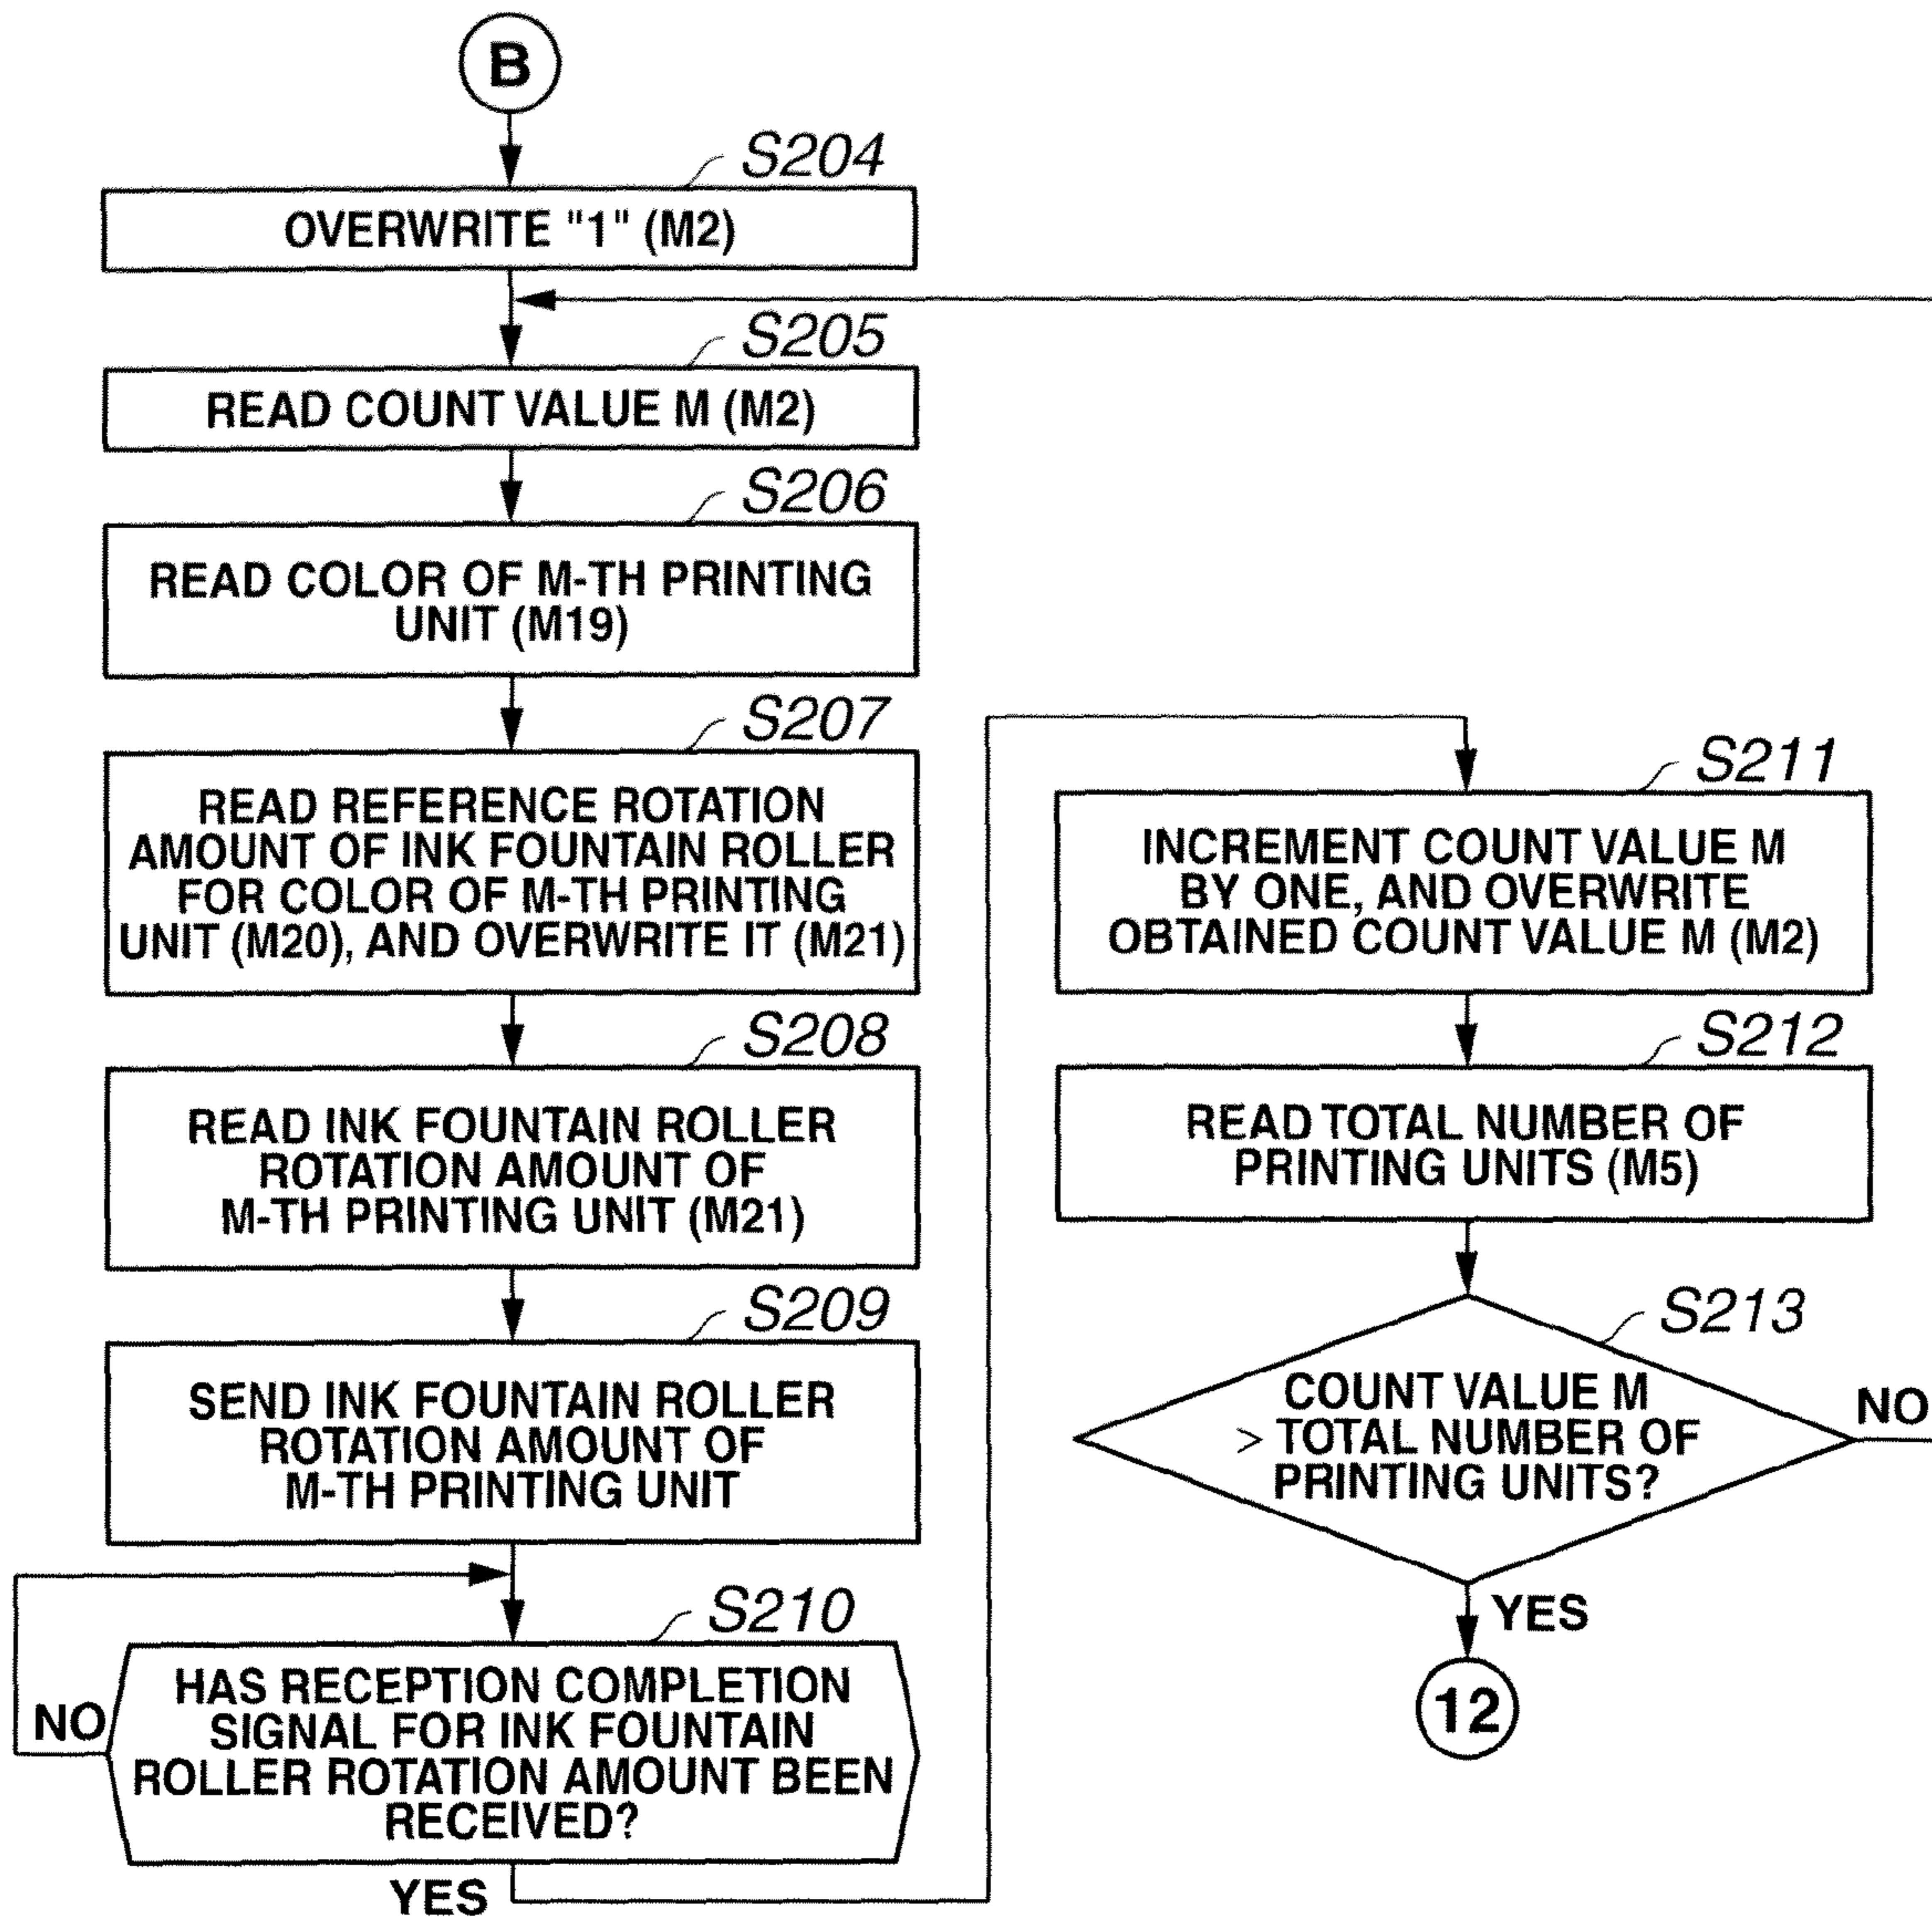 B
S204
OVERWRITE "1" (M2)
S205
READ COUNT VALUE M (M2)
S206
READ COLOR OF M-TH PRINTING
UNIT (M19)
S207
READ REFERENCE ROTATION
AMOUNT OF INK FOUNTAIN ROLLER
FOR COLOR OF M-TH PRINTING
UNIT (M20), AND OVERWRITE IT (M21)
S208
READ INK FOUNTAIN ROLLER
ROTATION AMOUNT OF
M-TH PRINTING UNIT (M21)
S209
SEND INK FOUNTAIN ROLLER
ROTATION AMOUNT OF
M-TH PRINTING UNIT
S210
HAS RECEPTION COMPLETION
SIGNAL FOR INK FOUNTAIN
ROLLER ROTATION AMOUNT BEEN
RECEIVED?
NO
YES
S211
INCREMENT COUNT VALUE M
BY ONE, AND OVERWRITE
OBTAINED COUNT VALUE M (M2)
S212
READ TOTAL NUMBER OF
PRINTING UNITS (M5)
S213
COUNT VALUE M
> TOTAL NUMBER OF
PRINTING UNITS?
NO
YES
12